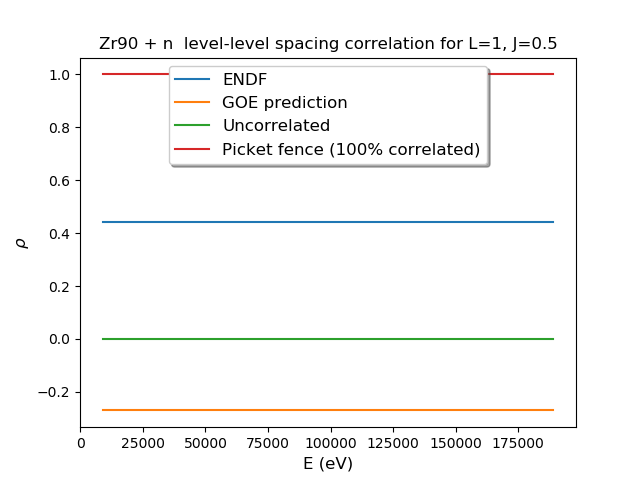 Zr90 + n  level-level spacing correlation for L=1, J=0.5
ENDF
GOE prediction
Uncorrelated
Picket fence (100% correlated)
1.0
0.8
0.6
0.4
0.2
0.0
−0.2
ρ
0 25000 50000 75000 100000 125000 150000 175000
E (eV)